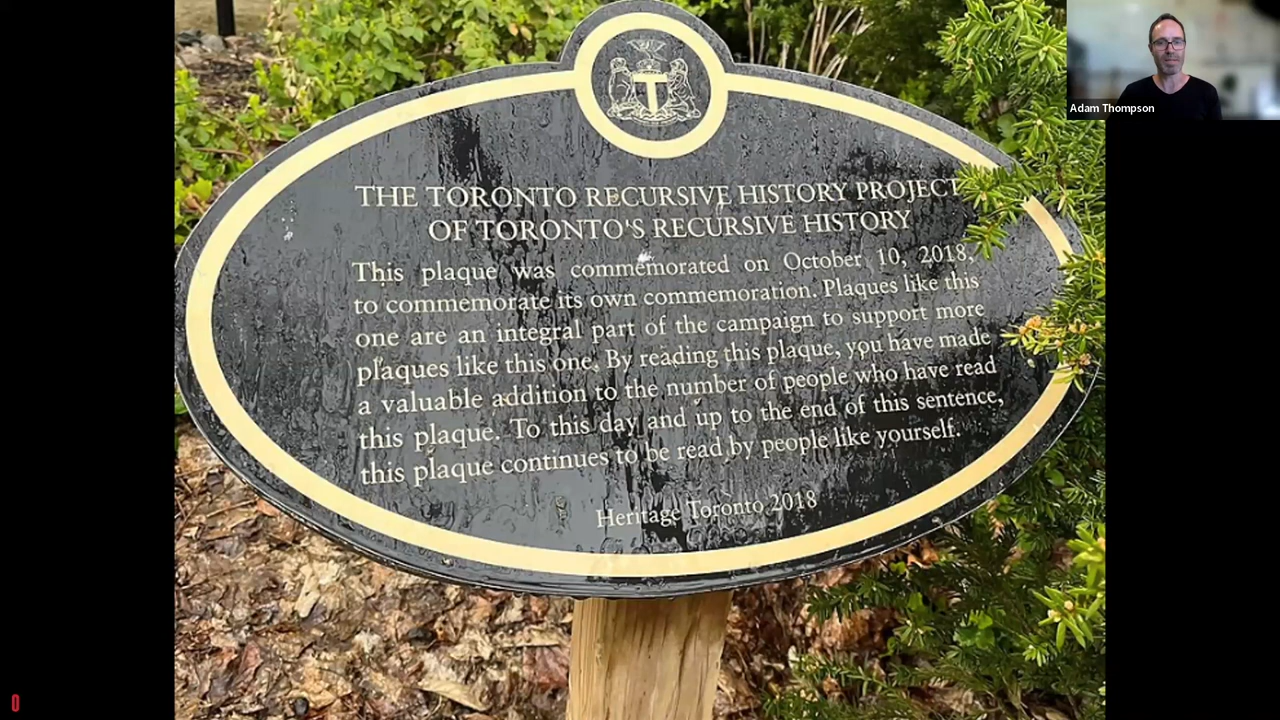 Adam Thompson
THE TORONTO RECURSIVE HISTORY PROJECT
OF TORONTO'S RECURSIVE HISTORY
This plaque was commemorated on October 10, 2018,
to commemorate its own commemoration. Plaques like this
one are an integral part of the campaign to support more
plaques like this one. By reading this plaque, you have made
a valuable addition to the number of people who have read
this plaque. To this day and up to the end of this sentence,
this plaque continues to be read by people like yourself.
Heritage Toronto 2018